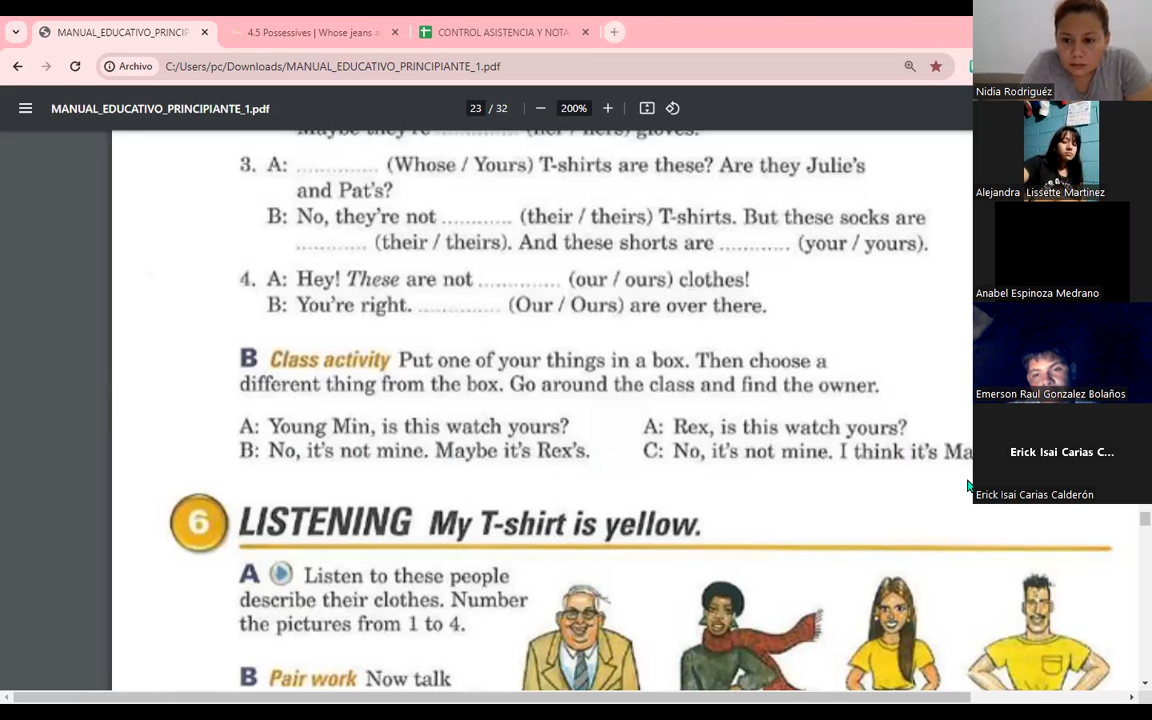 MANUAL_EDUCATIVO_PRINCIP
4.5 Possessives | Whose jeans a
CONTROL ASISTENCIA Y NOTA
Archivo
C:/Users/pc/Downloads/MANUAL_EDUCATIVO_PRINCIPIANTE_1.pdf
MANUAL_EDUCATIVO_PRINCIPIANTE_1.pdf
23 / 32
200%
Maybe they're ............... (her / hers) gloves.
3. A: ............... (Whose / Yours) T-shirts are these? Are they Julie's
and Pat's?
B: No, they're not ............. (their / theirs) T-shirts. But these socks are
............. (their / theirs). And these shorts are ............. (your / yours).
4. A: Hey! These are not ............... (our / ours) clothes!
B: You're right. ............... (Our / Ours) are over there.
B Class activity Put one of your things in a box. Then choose a
different thing from the box. Go around the class and find the owner.
A: Young Min, is this watch yours?
B: No, it's not mine. Maybe it's Rex's.
A: Rex, is this watch yours?
C: No, it's not mine. I think it's Ma
6 LISTENING My T-shirt is yellow.
A Listen to these people
describe their clothes. Number
the pictures from 1 to 4.
B Pair work Now talk
Nidia Rodriguéz
Alejandra Lissette Martinez
Anabel Espinoza Medrano
Emerson Raul Gonzalez Bolaños
Erick Isai Carias C...
Erick Isai Carias Calderón